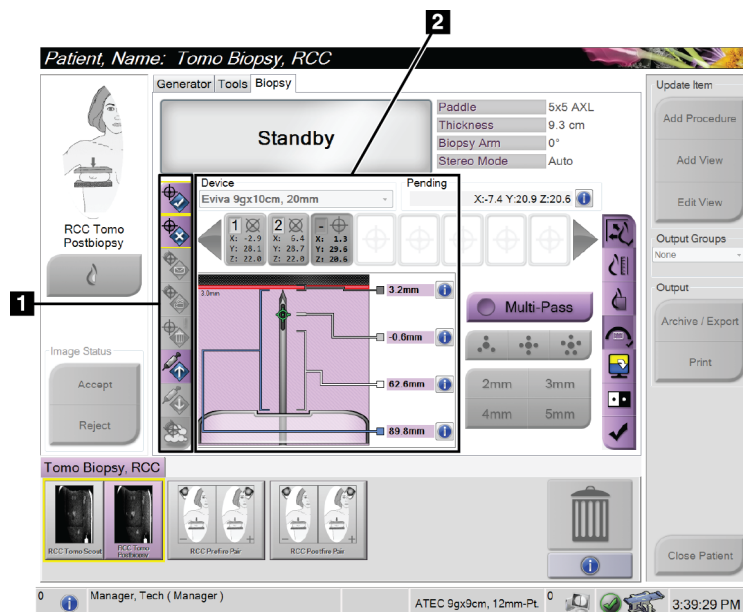 2
Patient, Name: Tomo Biopsy, RCC
Generator Tools Biopsy
Update Item
Standby
Paddle 5x5 AXL
Thickness 9.3 cm
Biopsy Arm 0°
Stereo Mode Auto
Add Procedure
Add View
Edit View
Device
Eviva 9gx10cm, 20mm
Pending
X:-7.4 Y:20.9 Z:20.6
1
X: -2.9
Y: 28.1
Z: 22.0
2
X: 6.4
Y: 28.7
Z: 22.0
-
X: 1.3
Y: 29.6
Z: 20.6
RCC Tomo
Postbiopsy
Output Groups
None
Output
Archive / Export
Print
1
3.0mm
3.2mm
-0.6mm
62.6mm
89.8mm
Multi-Pass
2mm 3mm
4mm 5mm
Image Status
Accept
Reject
Tomo Biopsy, RCC
RCC Tomo Scout
RCC Tomo
Postbiopsy
RCC Prefire Pair
- +
RCC Postfire Pair
- +
Close Patient
0
Manager, Tech ( Manager )
ATEC 9gx9cm, 12mm-Pt.
0
3:39:29 PM